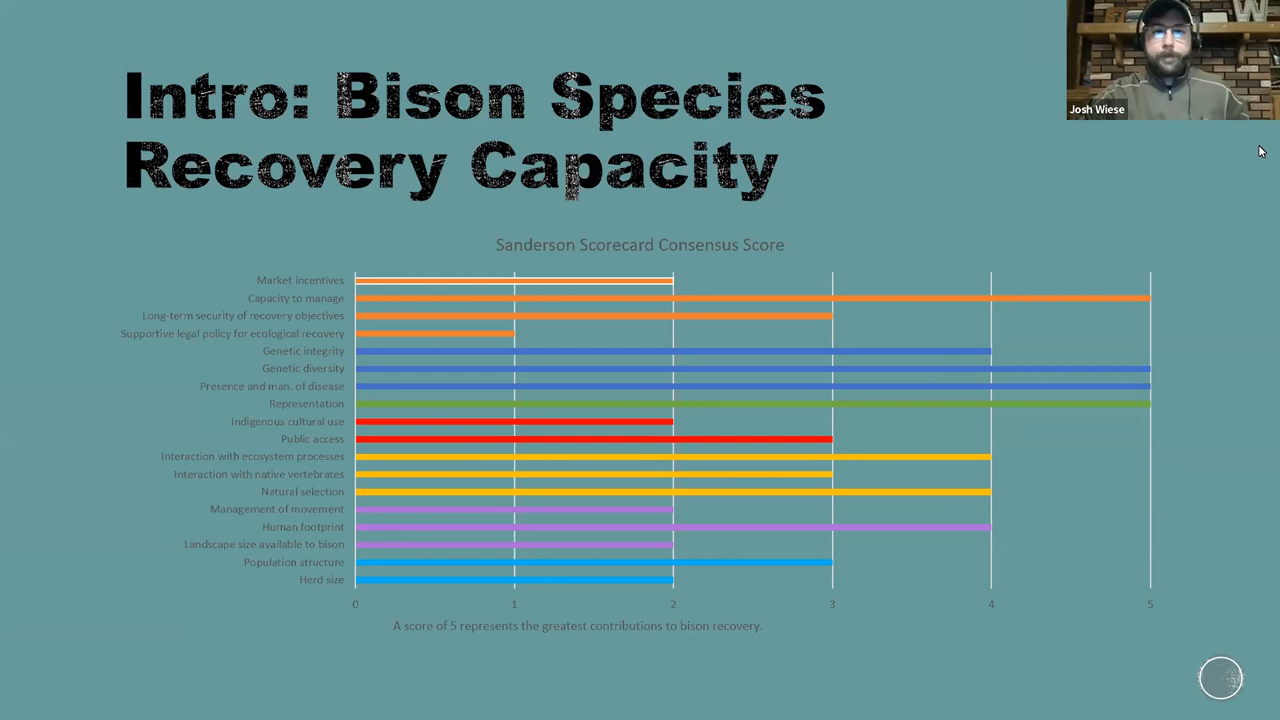 Intro: Bison Species
Recovery Capacity
Josh Wiese
Sanderson Scorecard Consensus Score
Market incentives
Capacity to manage
Long-term security of recovery objectives
Supportive legal policy for ecological recovery
Genetic integrity
Genetic diversity
Presence and man. of disease
Representation
Indigenous cultural use
Public access
Interaction with ecosystem processes
Interaction with native vertebrates
Natural selection
Management of movement
Human footprint
Landscape size available to bison
Population structure
Herd size
0 1 2 3 4 5
A score of 5 represents the greatest contributions to bison recovery.
W